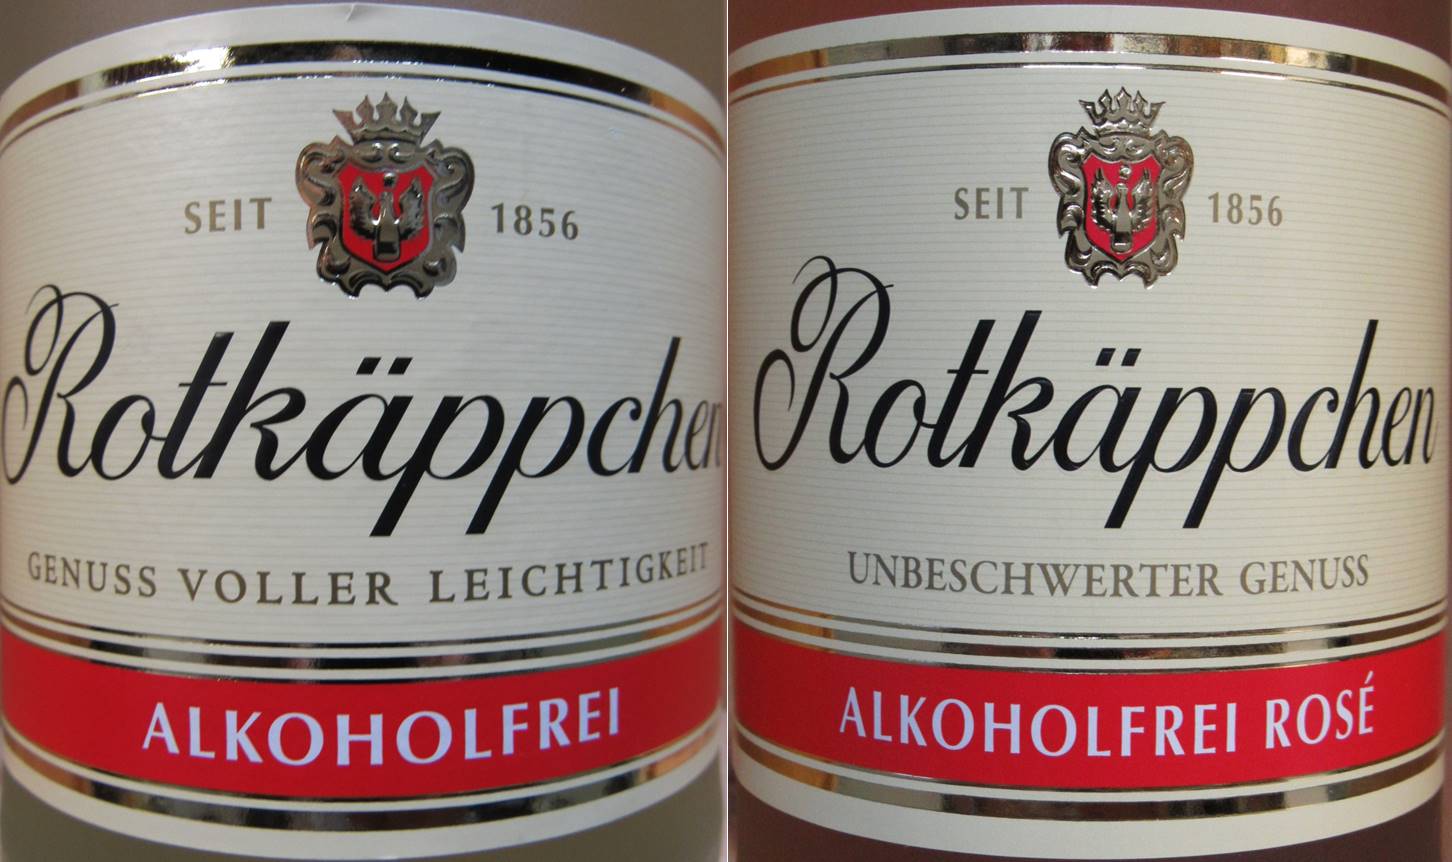 SEIT 1856
Rotkäppchen
GENUSS VOLLER LEICHTIGKEIT
ALKOHOLFREI
SEIT 1856
Rotkäppchen
UNBESCHWERTER GENUSS
ALKOHOLFREI ROSÉ